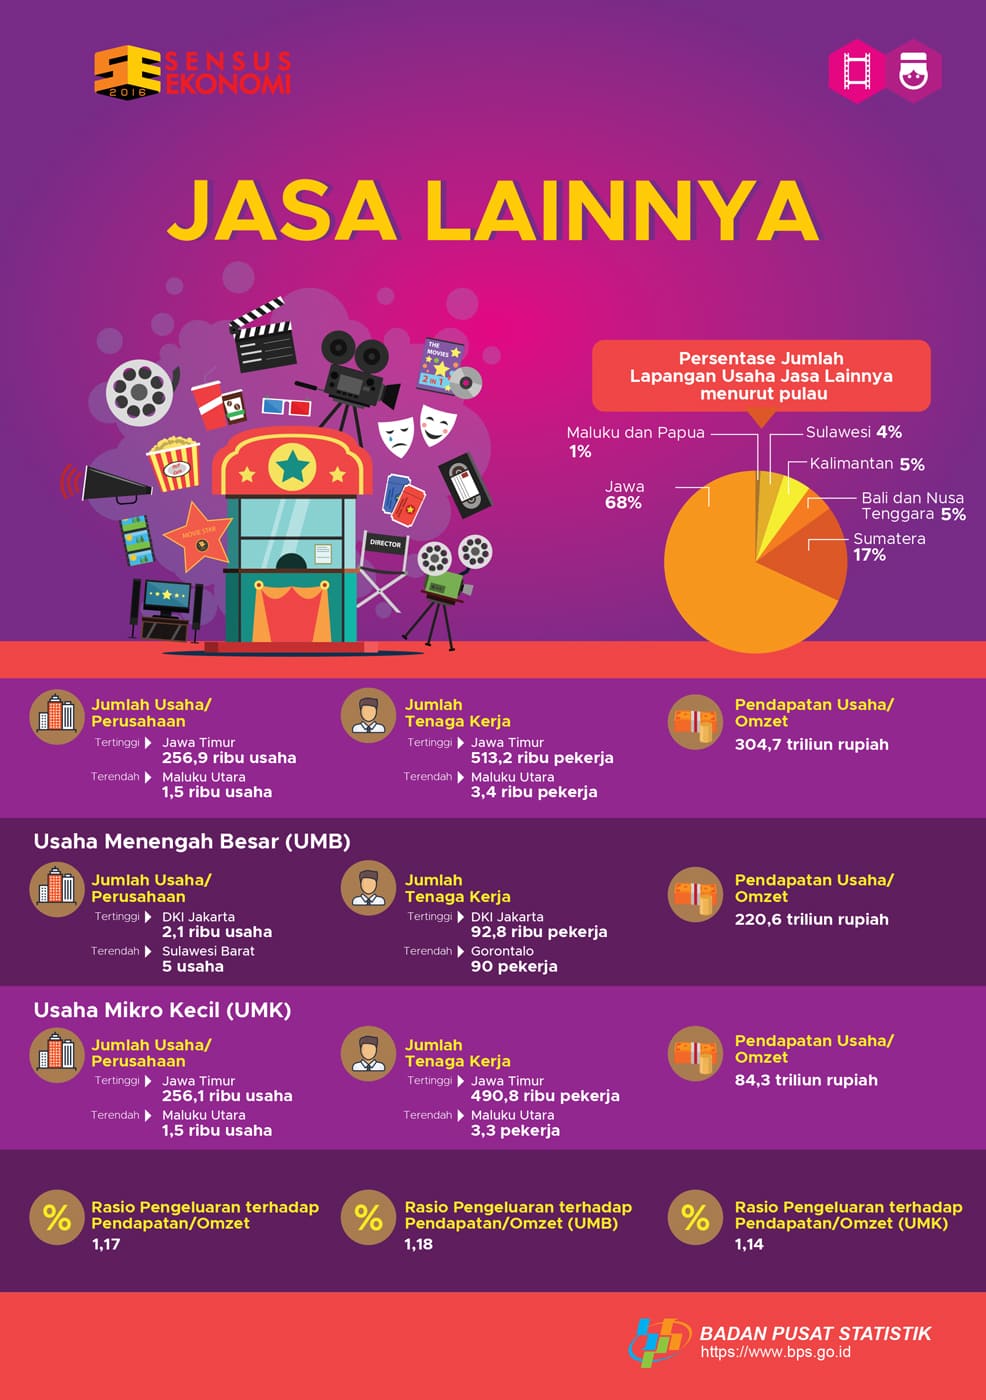 SENSUS
EKONOMI
SE
2016
JASA LAINNYA
THE
MOVIES
2 IN 1
MOVIE STAR
DIRECTOR
Persentase Jumlah
Lapangan Usaha Jasa Lainnya
menurut pulau
Maluku dan Papua
1%
Sulawesi 4%
Kalimantan 5%
Jawa
68%
Bali dan Nusa
Tenggara 5%
Sumatera
17%
Jumlah Usaha/
Perusahaan
Tertinggi Jawa Timur
256,9 ribu usaha
Terendah Maluku Utara
1,5 ribu usaha
Jumlah
Tenaga Kerja
Tertinggi Jawa Timur
513,2 ribu pekerja
Terendah Maluku Utara
3,4 ribu pekerja
Pendapatan Usaha/
Omzet
304,7 triliun rupiah
Usaha Menengah Besar (UMB)
Jumlah Usaha/
Perusahaan
Tertinggi DKI Jakarta
2,1 ribu usaha
Terendah Sulawesi Barat
5 usaha
Jumlah
Tenaga Kerja
Tertinggi DKI Jakarta
92,8 ribu pekerja
Terendah Gorontalo
90 pekerja
Pendapatan Usaha/
Omzet
220,6 triliun rupiah
Usaha Mikro Kecil (UMK)
Jumlah Usaha/
Perusahaan
Tertinggi Jawa Timur
256,1 ribu usaha
Terendah Maluku Utara
1,5 ribu usaha
Jumlah
Tenaga Kerja
Tertinggi Jawa Timur
490,8 ribu pekerja
Terendah Maluku Utara
3,3 pekerja
Pendapatan Usaha/
Omzet
84,3 triliun rupiah
%
Rasio Pengeluaran terhadap
Pendapatan/Omzet
1,17
%
Rasio Pengeluaran terhadap
Pendapatan/Omzet (UMB)
1,18
%
Rasio Pengeluaran terhadap
Pendapatan/Omzet (UMK)
1,14
BADAN PUSAT STATISTIK
https://www.bps.go.id